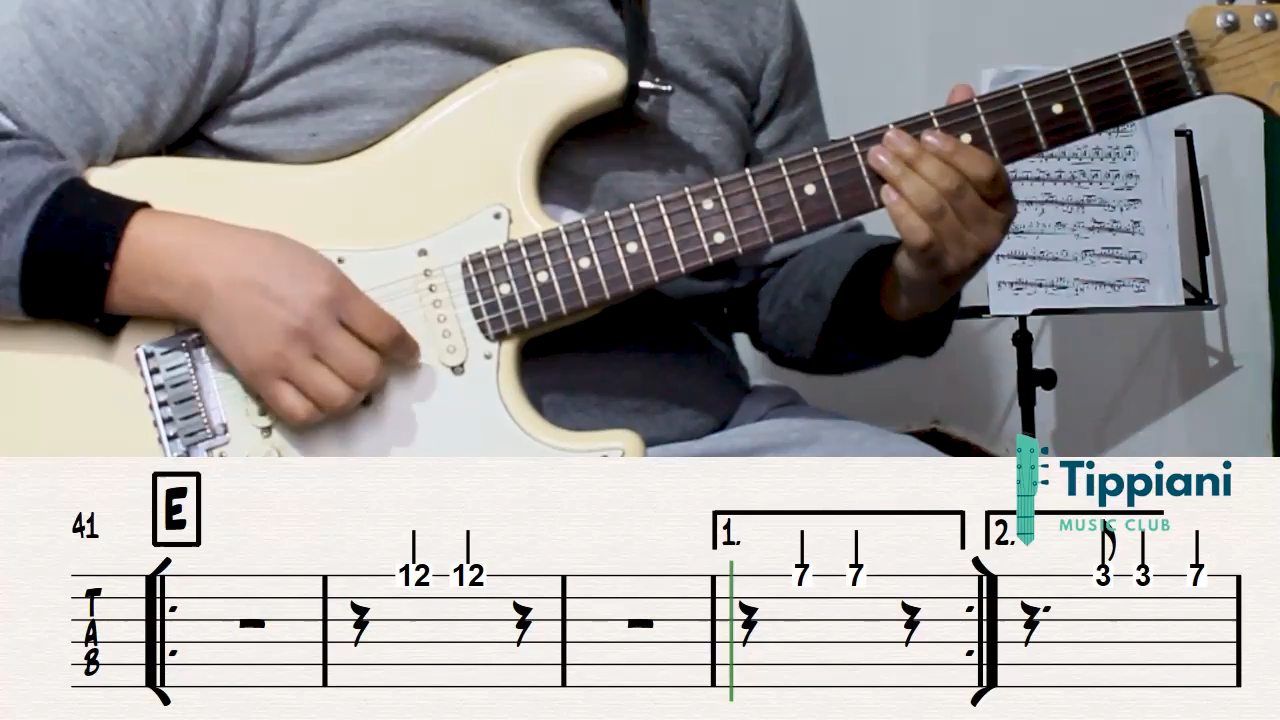 Tippiani
MUSIC CLUB
41
E
1.
2.
12 12 7 7 3 3 7
T
A
B